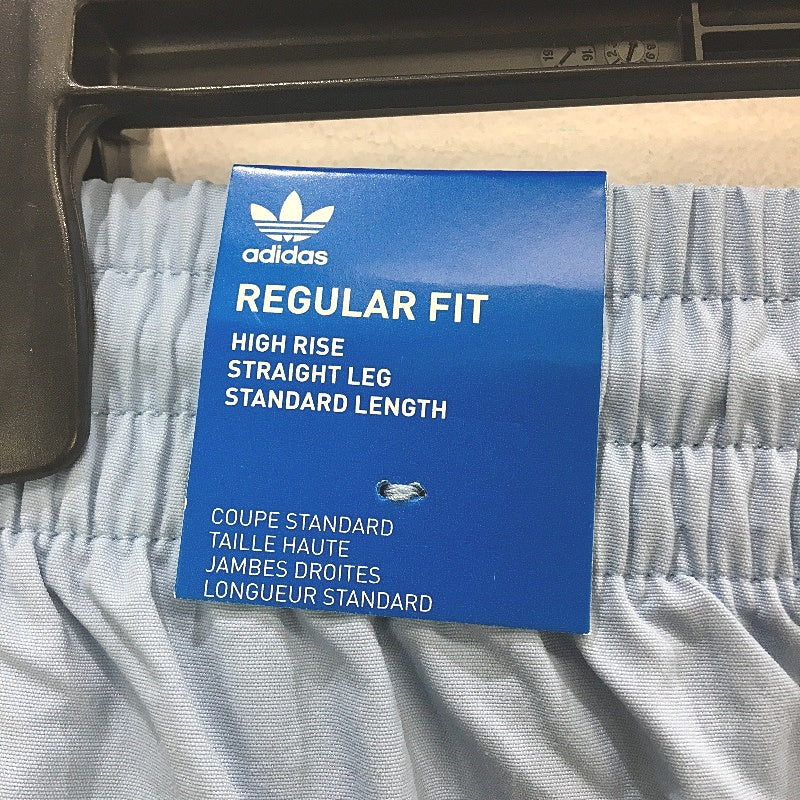 adidas
REGULAR FIT
HIGH RISE
STRAIGHT LEG
STANDARD LENGTH
COUPE STANDARD
TAILLE HAUTE
JAMBES DROITES
LONGUEUR STANDARD